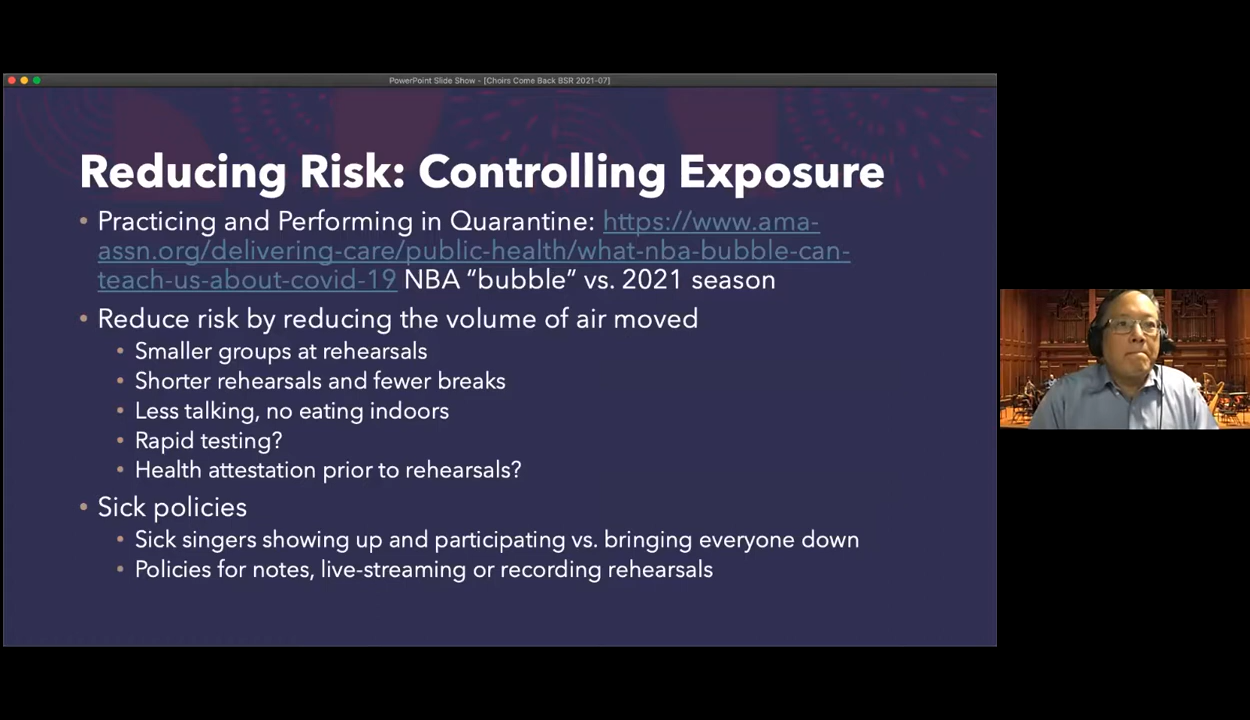 PowerPoint Slide Show - [Choirs Come Back BSR 2021-07]
Reducing Risk: Controlling Exposure
• Practicing and Performing in Quarantine: https://www.ama-
assn.org/delivering-care/public-health/what-nba-bubble-can-
teach-us-about-covid-19 NBA “bubble” vs. 2021 season
• Reduce risk by reducing the volume of air moved
• Smaller groups at rehearsals
• Shorter rehearsals and fewer breaks
• Less talking, no eating indoors
• Rapid testing?
• Health attestation prior to rehearsals?
• Sick policies
• Sick singers showing up and participating vs. bringing everyone down
• Policies for notes, live-streaming or recording rehearsals